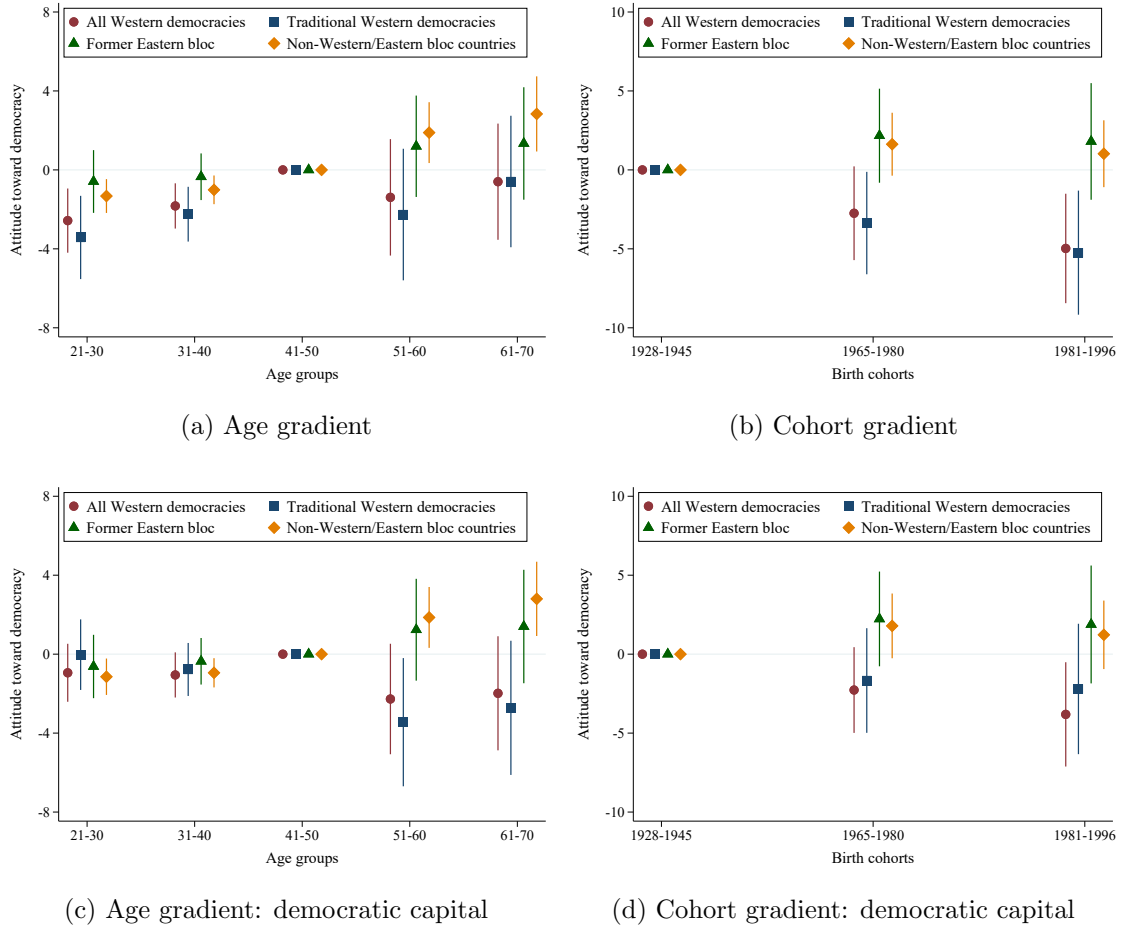 All Western democracies
Traditional Western democracies
Former Eastern bloc
Non-Western/Eastern bloc countries
8
4
0
-4
-8
Attitude toward democracy
21-30
31-40
41-50
51-60
61-70
Age groups
(a) Age gradient
All Western democracies
Traditional Western democracies
Former Eastern bloc
Non-Western/Eastern bloc countries
10
5
0
-5
-10
Attitude toward democracy
1928-1945
1965-1980
1981-1996
Birth cohorts
(b) Cohort gradient
All Western democracies
Traditional Western democracies
Former Eastern bloc
Non-Western/Eastern bloc countries
8
4
0
-4
-8
Attitude toward democracy
21-30
31-40
41-50
51-60
61-70
Age groups
(c) Age gradient: democratic capital
All Western democracies
Traditional Western democracies
Former Eastern bloc
Non-Western/Eastern bloc countries
10
5
0
-5
-10
Attitude toward democracy
1928-1945
1965-1980
1981-1996
Birth cohorts
(d) Cohort gradient: democratic capital